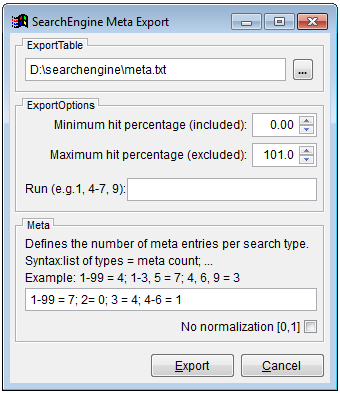 SearchEngine Meta Export
ExportTable
D:\searchengine\meta.txt
...
ExportOptions
Minimum hit percentage (included): 0.00
Maximum hit percentage (excluded): 101.0
Run (e.g.1, 4-7, 9):
Meta
Defines the number of meta entries per search type.
Syntax:list of types = meta count; ...
Example: 1-99 = 4; 1-3, 5 = 7; 4, 6, 9 = 3
1-99 = 7; 2= 0; 3 = 4; 4-6 = 1
No normalization [0,1]
Export Cancel